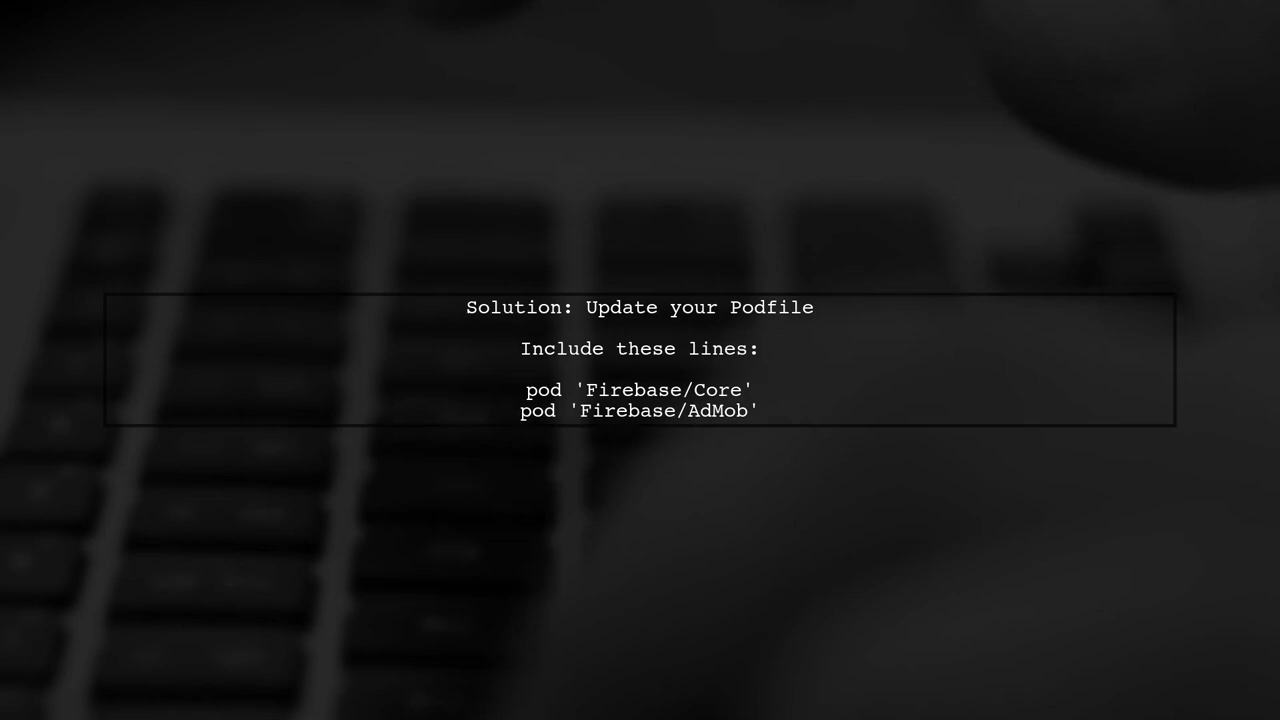 Solution: Update your Podfile
Include these lines:
pod 'Firebase/Core'
pod 'Firebase/AdMob'